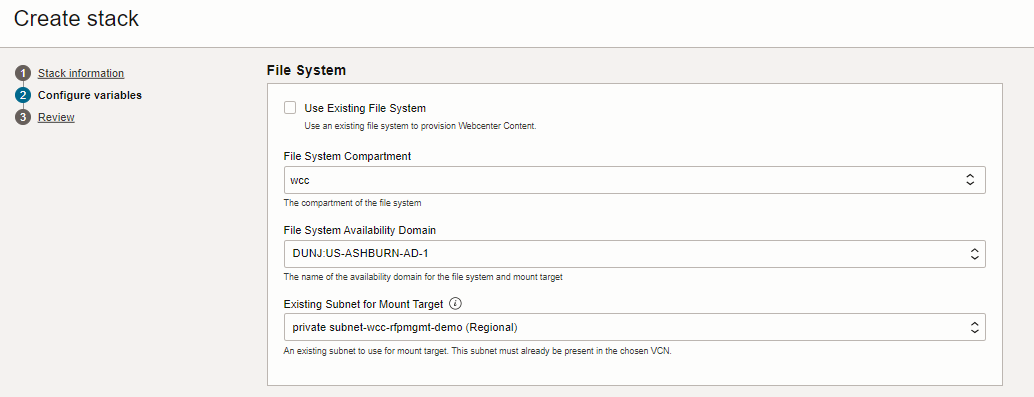 Create stack
1 Stack information
2 Configure variables
3 Review
File System
Use Existing File System
Use an existing file system to provision Webcenter Content.
File System Compartment
wcc
The compartment of the file system
File System Availability Domain
DUNJ:US-ASHBURN-AD-1
The name of the availability domain for the file system and mount target
Existing Subnet for Mount Target i
private subnet-wcc-rfpmgmt-demo (Regional)
An existing subnet to use for mount target. This subnet must already be present in the chosen VCN.